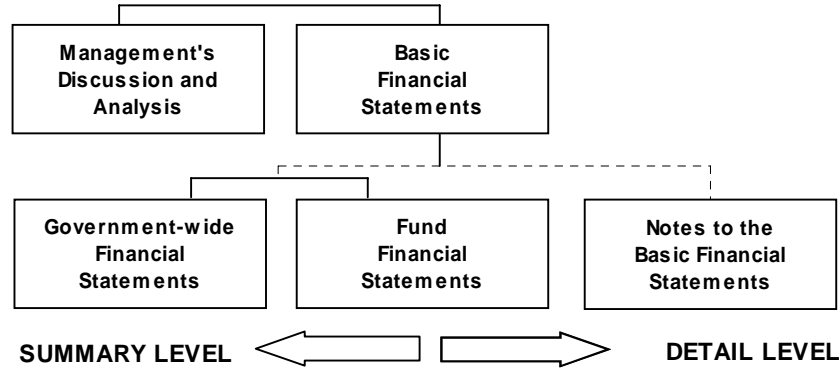 Management's
Discussion and
Analysis
Basic
Financial
Statements
Government-wide
Financial
Statements
Fund
Financial
Statements
Notes to the
Basic Financial
Statements
SUMMARY LEVEL
DETAIL LEVEL